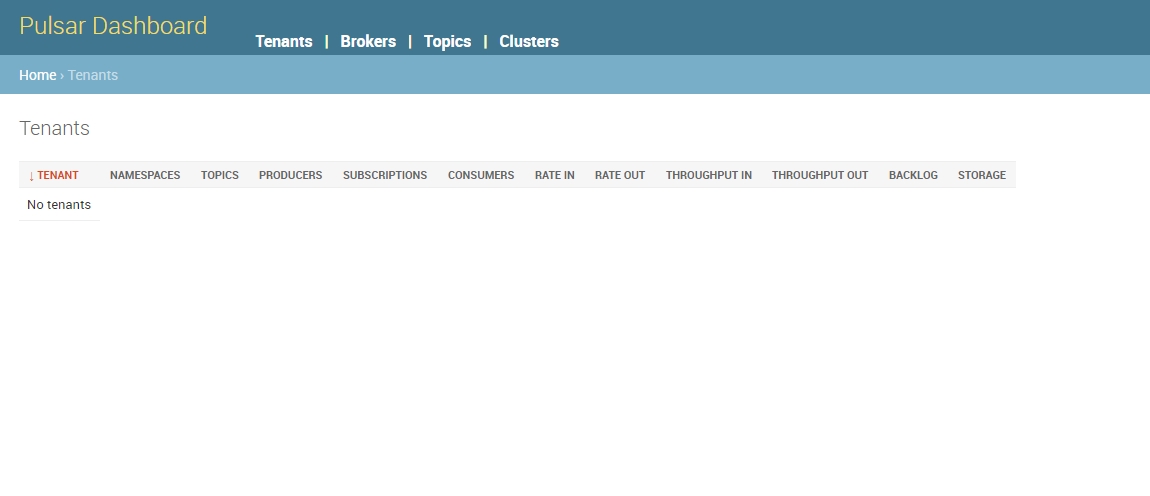 Pulsar Dashboard
Tenants | Brokers | Topics | Clusters
Home › Tenants
Tenants
↓ TENANT NAMESPACES TOPICS PRODUCERS SUBSCRIPTIONS CONSUMERS RATE IN RATE OUT THROUGHPUT IN THROUGHPUT OUT BACKLOG STORAGE
No tenants